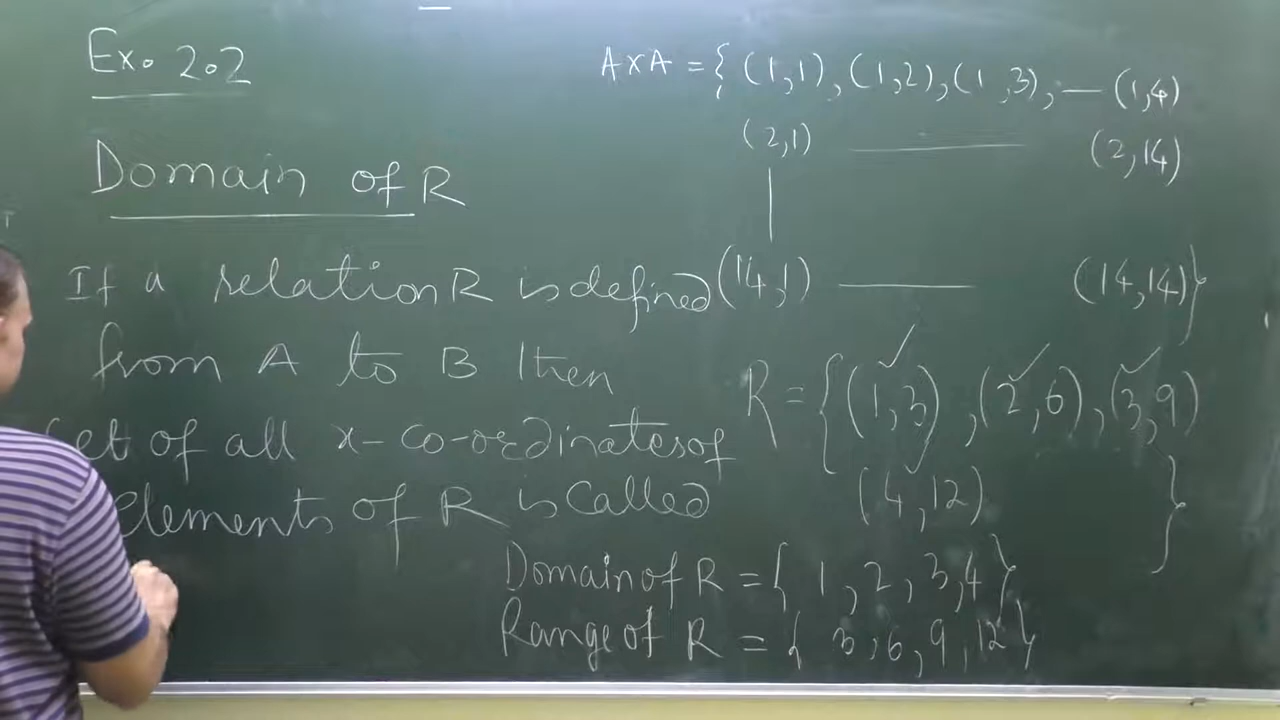 Ex. 2.2
Domain of R
If a relation R is defined
from A to B then
Set of all x-co-ordinates of
elements of R is called
A×A = { (1,1), (1,2), (1,3), — (1,4)
(2,1) — (2,14)
(14,1) — (14,14) }
R = { (1,3), (2,6), (3,9)
(4,12) }
Domain of R = { 1, 2, 3, 4 }
Range of R = { 3, 6, 9, 12 }